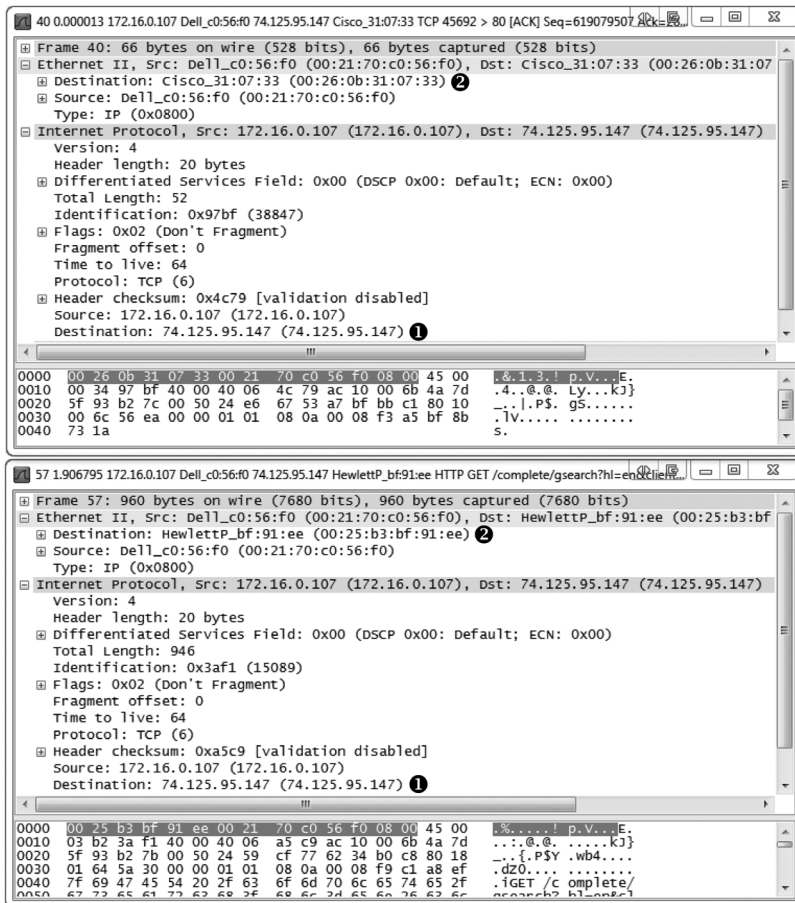 40 0.000013 172.16.0.107 Dell_c0:56:f0 74.125.95.147 Cisco_31:07:33 TCP 45692 > 80 [ACK] Seq=619079507
Frame 40: 66 bytes on wire (528 bits), 66 bytes captured (528 bits)
Ethernet II, Src: Dell_c0:56:f0 (00:21:70:c0:56:f0), Dst: Cisco_31:07:33 (00:26:0b:31:07
Destination: Cisco_31:07:33 (00:26:0b:31:07:33) 2
Source: Dell_c0:56:f0 (00:21:70:c0:56:f0)
Type: IP (0x0800)
Internet Protocol, Src: 172.16.0.107 (172.16.0.107), Dst: 74.125.95.147 (74.125.95.147)
Version: 4
Header length: 20 bytes
Differentiated Services Field: 0x00 (DSCP 0x00: Default; ECN: 0x00)
Total Length: 52
Identification: 0x97bf (38847)
Flags: 0x02 (Don't Fragment)
Fragment offset: 0
Time to live: 64
Protocol: TCP (6)
Header checksum: 0x4c79 [validation disabled]
Source: 172.16.0.107 (172.16.0.107)
Destination: 74.125.95.147 (74.125.95.147) 1
0000 00 26 0b 31 07 33 00 21 70 c0 56 f0 08 00 45 00 .&.1.3.! p.V...E.
0010 00 34 97 bf 40 00 40 06 4c 79 ac 10 00 6b 4a 7d .4..@.@. Ly...kJ}
0020 5f 93 b2 7c 00 50 24 e6 67 53 a7 bf bb c1 80 10 _..|.P$. gS......
0030 00 6c 56 ea 00 00 01 01 08 0a 00 08 f3 a5 bf 8b .lV..... ........
0040 73 1a s.
57 1.906795 172.16.0.107 Dell_c0:56:f0 74.125.95.147 HewlettP_bf:91:ee HTTP GET /complete/gsearch?hl=en&client...
Frame 57: 960 bytes on wire (7680 bits), 960 bytes captured (7680 bits)
Ethernet II, Src: Dell_c0:56:f0 (00:21:70:c0:56:f0), Dst: HewlettP_bf:91:ee (00:25:b3:bf
Destination: HewlettP_bf:91:ee (00:25:b3:bf:91:ee) 2
Source: Dell_c0:56:f0 (00:21:70:c0:56:f0)
Type: IP (0x0800)
Internet Protocol, Src: 172.16.0.107 (172.16.0.107), Dst: 74.125.95.147 (74.125.95.147)
Version: 4
Header length: 20 bytes
Differentiated Services Field: 0x00 (DSCP 0x00: Default; ECN: 0x00)
Total Length: 946
Identification: 0x3af1 (15089)
Flags: 0x02 (Don't Fragment)
Fragment offset: 0
Time to live: 64
Protocol: TCP (6)
Header checksum: 0xa5c9 [validation disabled]
Source: 172.16.0.107 (172.16.0.107)
Destination: 74.125.95.147 (74.125.95.147) 1
0000 00 25 b3 bf 91 ee 00 21 70 c0 56 f0 08 00 45 00 .%.....! p.V...E.
0010 03 b2 3a f1 40 00 40 06 a5 c9 ac 10 00 6b 4a 7d ..:.@.@. .....kJ}
0020 5f 93 b2 7b 00 50 24 59 cf 77 62 34 b0 c8 80 18 _..{.P$Y .wb4....
0030 01 64 5a 30 00 00 01 01 08 0a 00 08 f9 c1 a8 ef .dZ0.... ........
0040 7f 69 47 45 54 20 2f 63 6f 6d 70 6c 65 74 65 2f .iGET /c omplete/